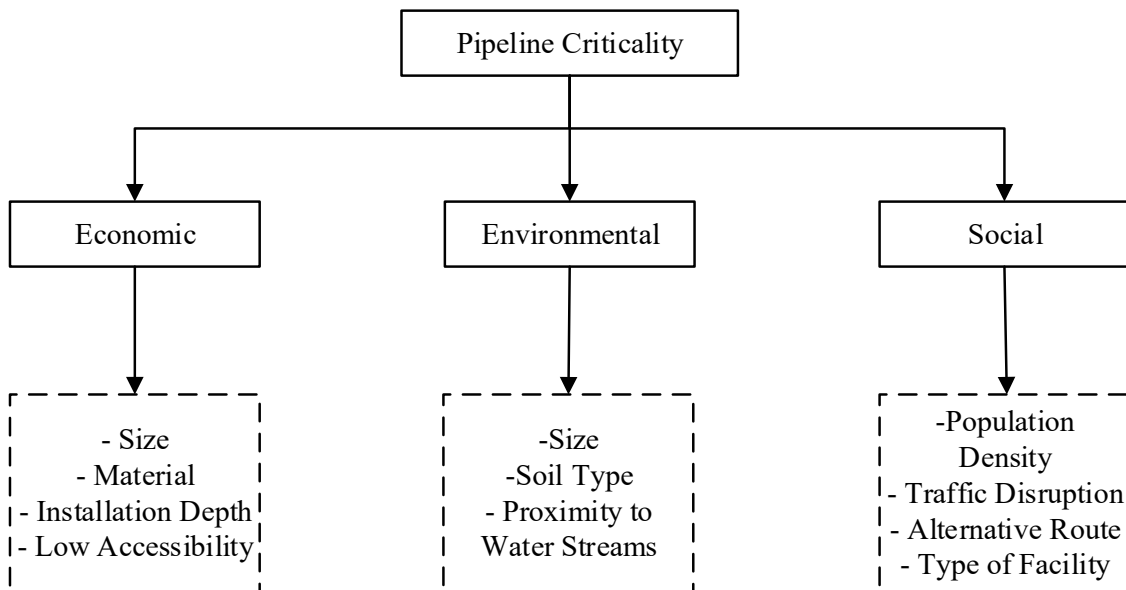 Pipeline Criticality
Economic
Environmental
Social
- Size
- Material
- Installation Depth
- Low Accessibility
-Size
-Soil Type
- Proximity to
Water Streams
-Population
Density
- Traffic Disruption
- Alternative Route
- Type of Facility